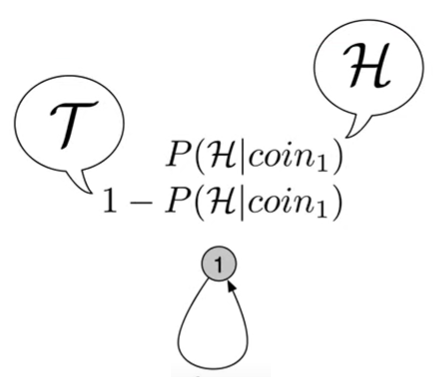 ℋ
𝒯
P(ℋ|coin₁)
1 − P(ℋ|coin₁)
1